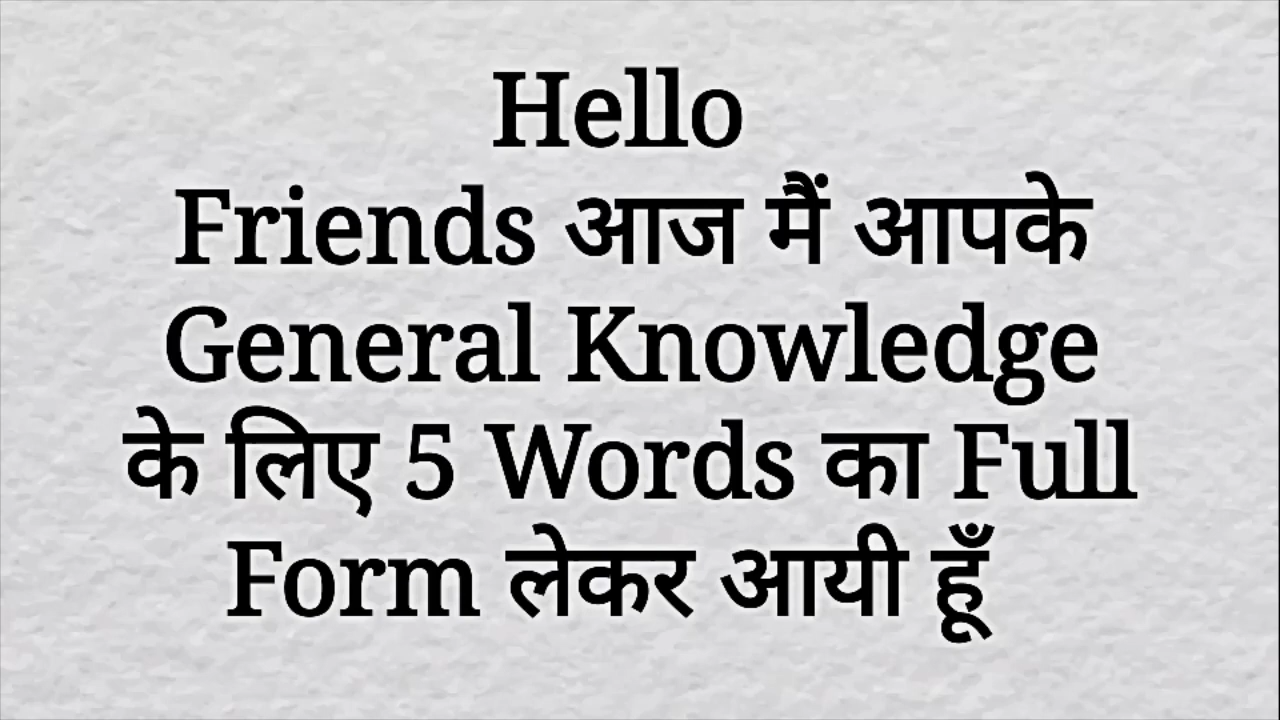 Hello
Friends आज मैं आपके
General Knowledge
के लिए 5 Words का Full
Form लेकर आयी हूँ